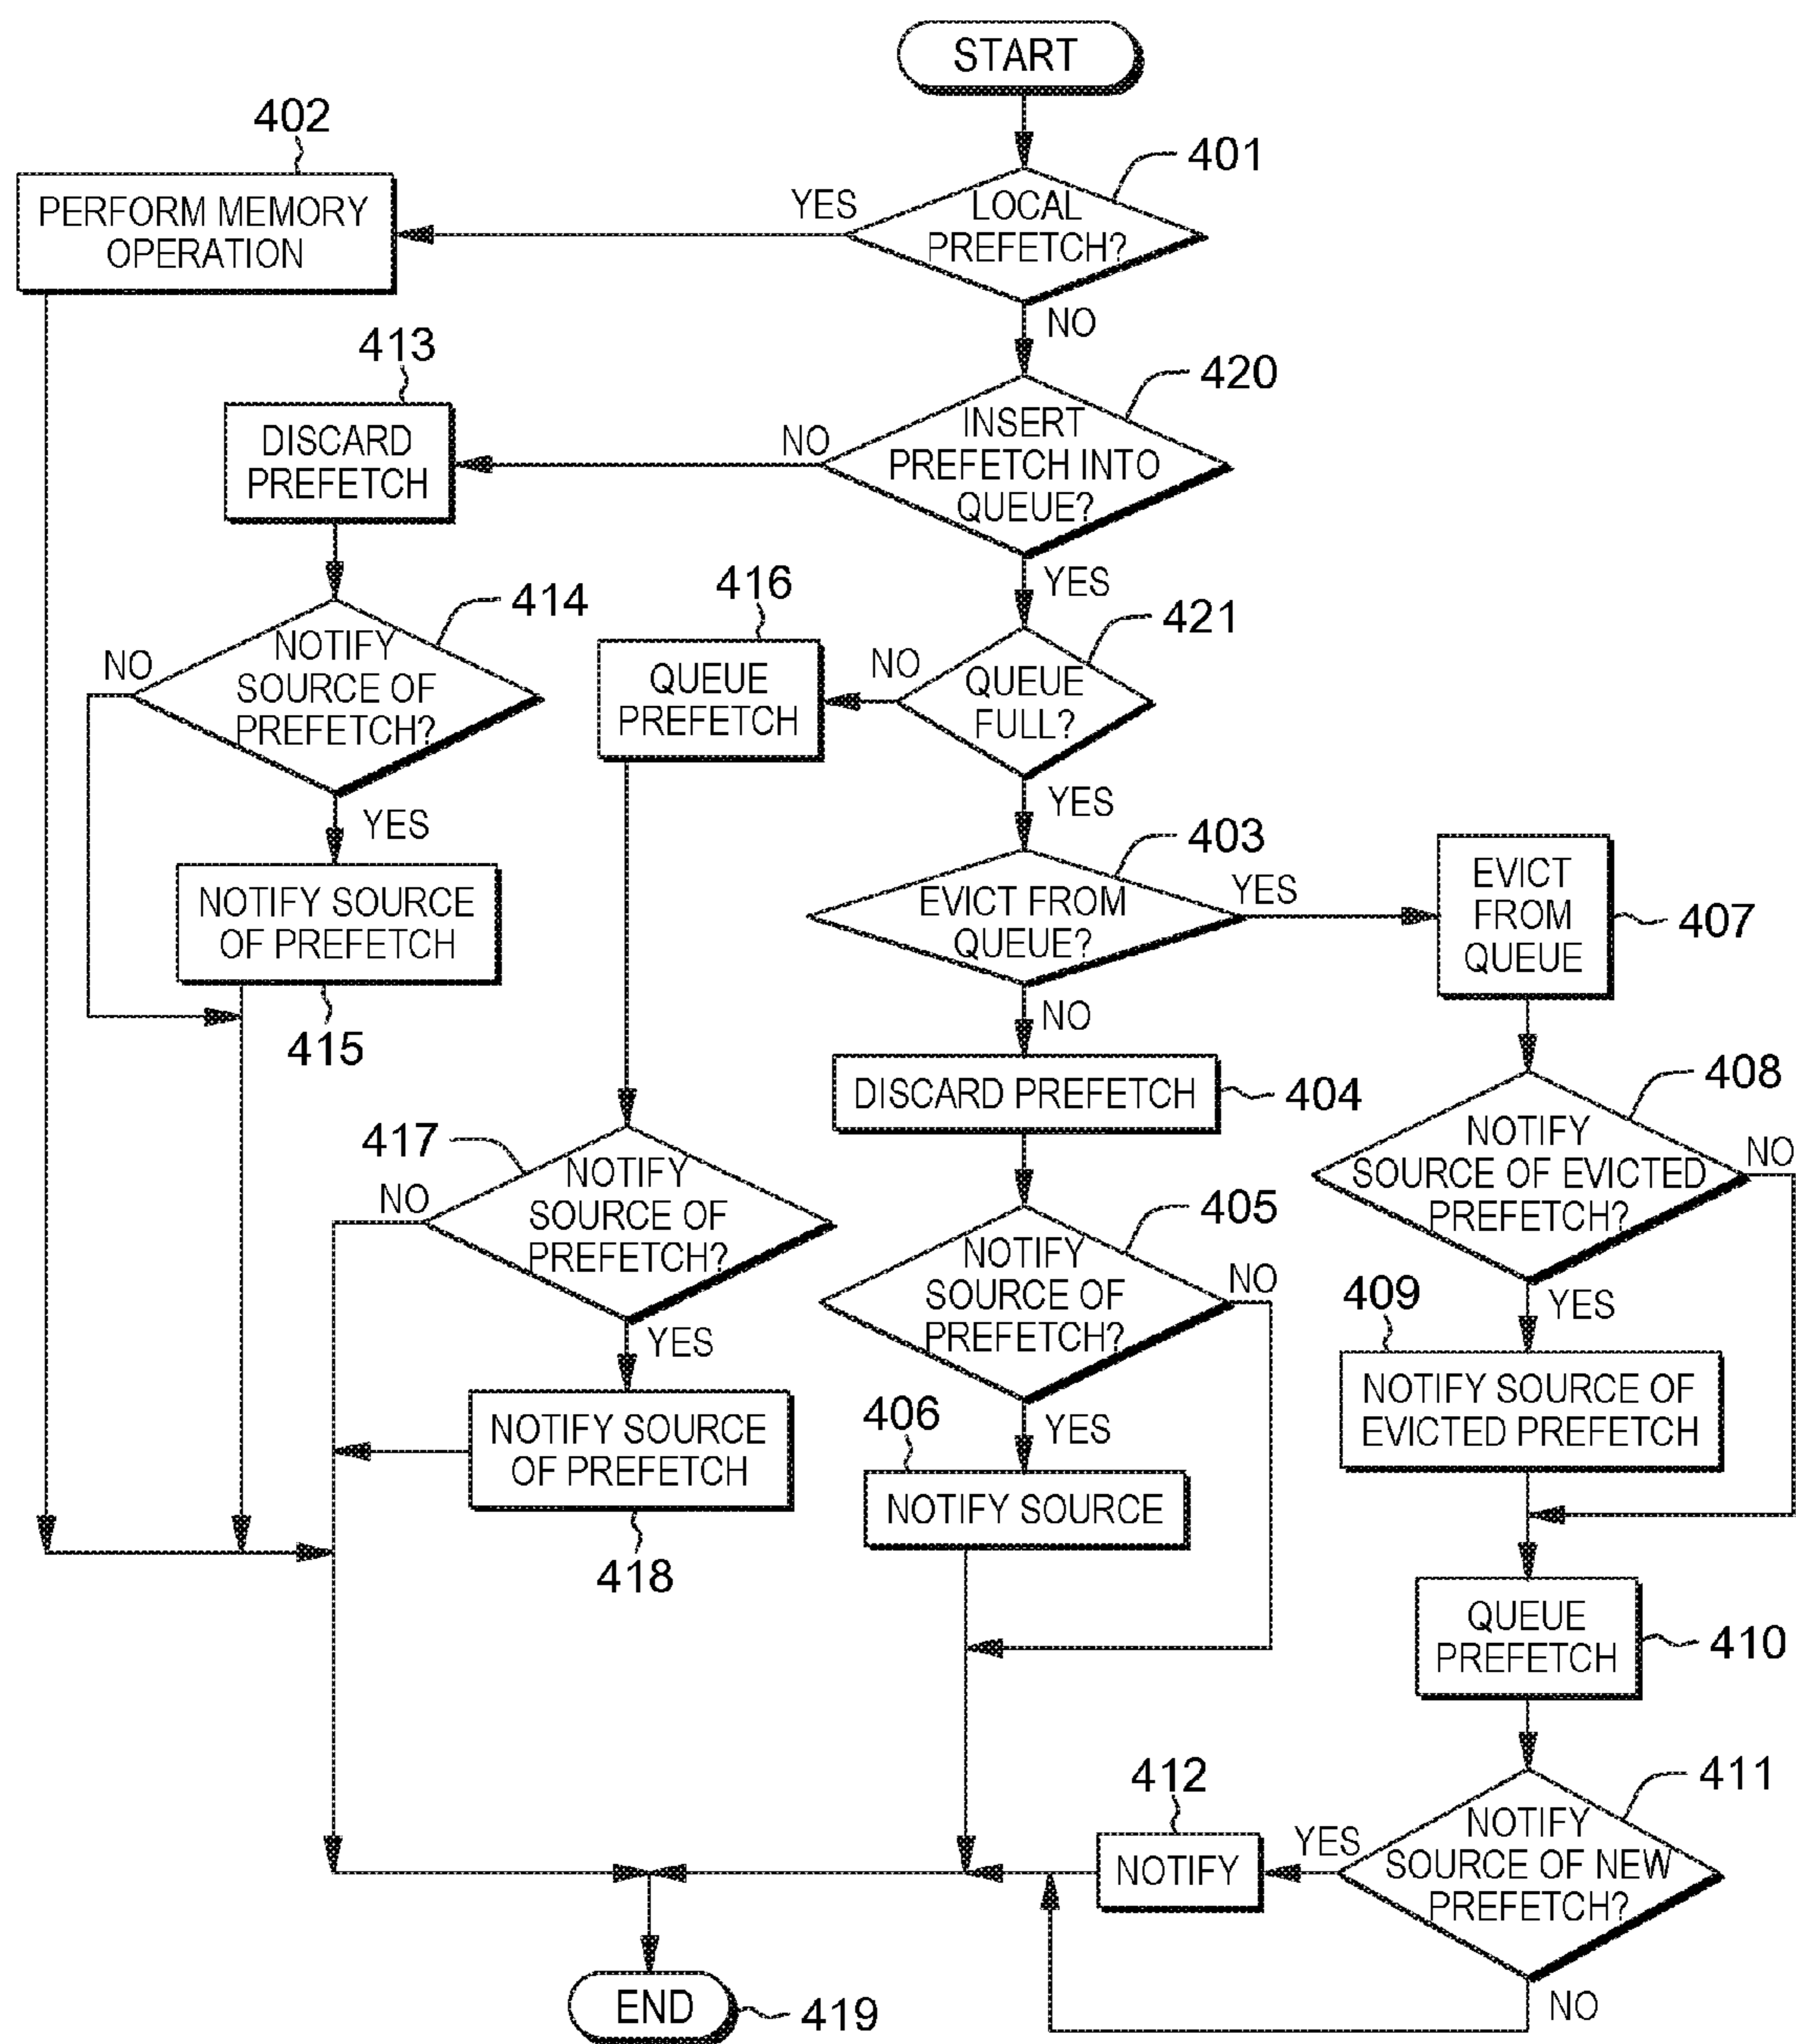 START
402
401
PERFORM MEMORY
OPERATION
YES
LOCAL
PREFETCH?
NO
413
420
DISCARD
PREFETCH
NO
INSERT
PREFETCH INTO
QUEUE?
YES
416
414
421
NO
NOTIFY
SOURCE OF
PREFETCH?
QUEUE
PREFETCH
NO
QUEUE
FULL?
YES
YES
403
NOTIFY SOURCE
OF PREFETCH
EVICT FROM
QUEUE?
YES
EVICT
FROM
QUEUE
407
415
NO
DISCARD PREFETCH
404
408
417
NO
NOTIFY
SOURCE OF
PREFETCH?
NOTIFY
SOURCE OF EVICTED
PREFETCH?
NO
405
NOTIFY
SOURCE OF
PREFETCH?
NO
YES
409
YES
406
YES
NOTIFY SOURCE
OF PREFETCH
NOTIFY SOURCE
NOTIFY SOURCE OF
EVICTED PREFETCH
418
QUEUE
PREFETCH
410
412
411
NOTIFY
YES
NOTIFY
SOURCE OF NEW
PREFETCH?
END
419
NO